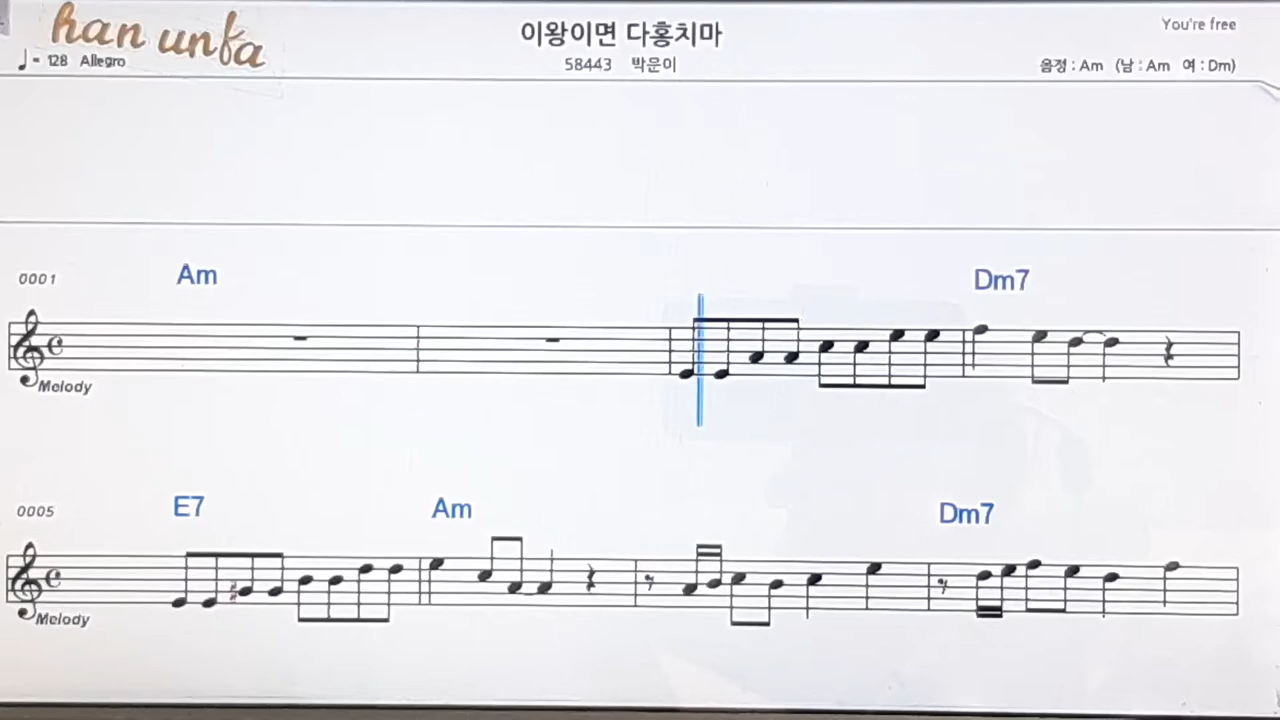 han unfa
이왕이면 다홍치마
You're free
♩= 128 Allegro
58443 박문이
음정 : Am (남 : Am 여 : Dm)
0001 Am Dm7
Melody
0005 E7 Am Dm7
Melody